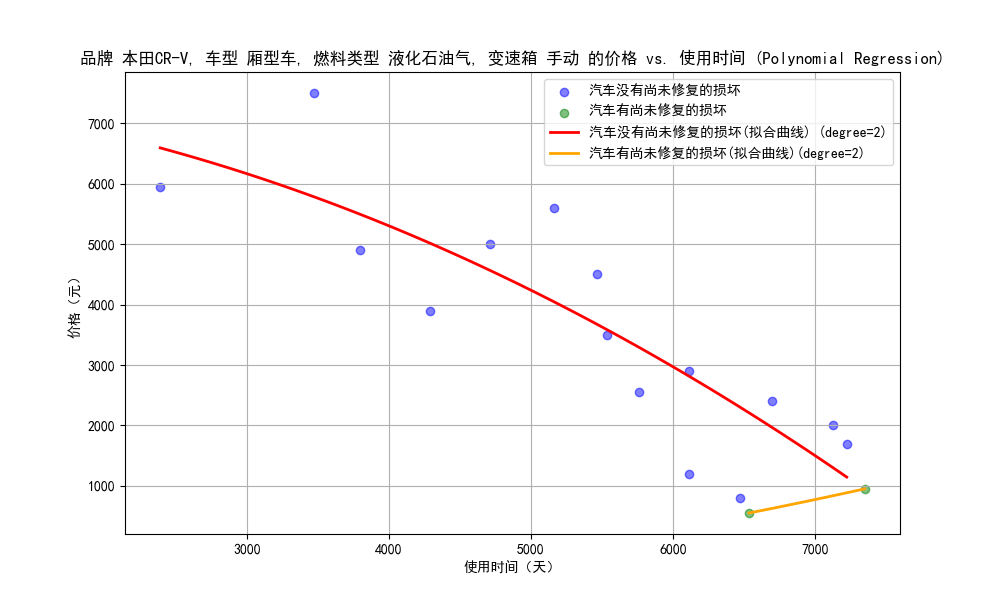 品牌 本田CR-V, 车型 厢型车, 燃料类型 液化石油气, 变速箱 手动 的价格 vs. 使用时间 (Polynomial Regression)
汽车没有尚未修复的损坏
汽车有尚未修复的损坏
汽车没有尚未修复的损坏(拟合曲线) (degree=2)
汽车有尚未修复的损坏(拟合曲线)(degree=2)
价格（元）
7000
6000
5000
4000
3000
2000
1000
3000 4000 5000 6000 7000
使用时间（天）